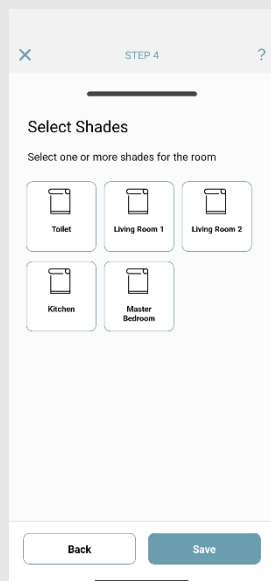 STEP 4
?
Select Shades
Select one or more shades for the room
Toilet
Living Room 1
Living Room 2
Kitchen
Master
Bedroom
Back
Save